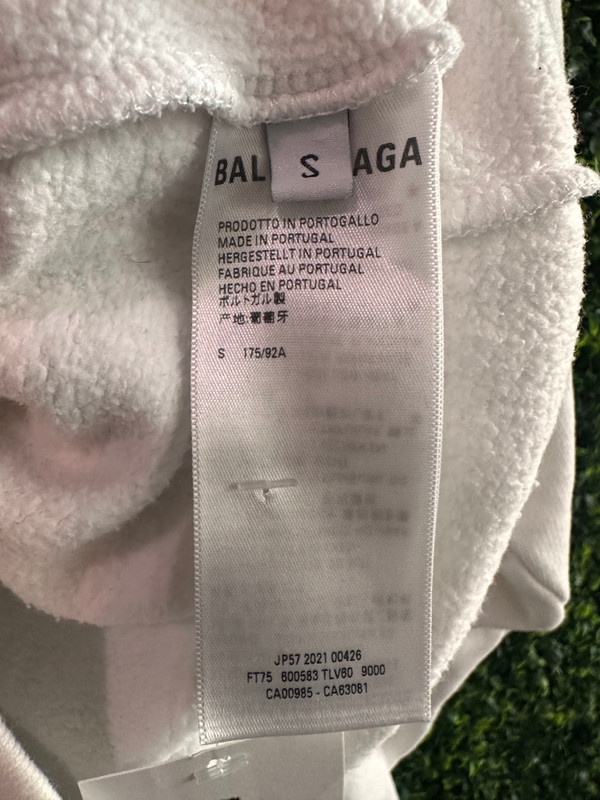 BAL S AGA
PRODOTTO IN PORTOGALLO
MADE IN PORTUGAL
HERGESTELLT IN PORTUGAL
FABRIQUE AU PORTUGAL
HECHO EN PORTUGAL
ポルトガル製
产地:葡萄牙
S 175/92A
JP57 2021 00426
FT75 600583 TLV60 9000
CA00985 - CA63081